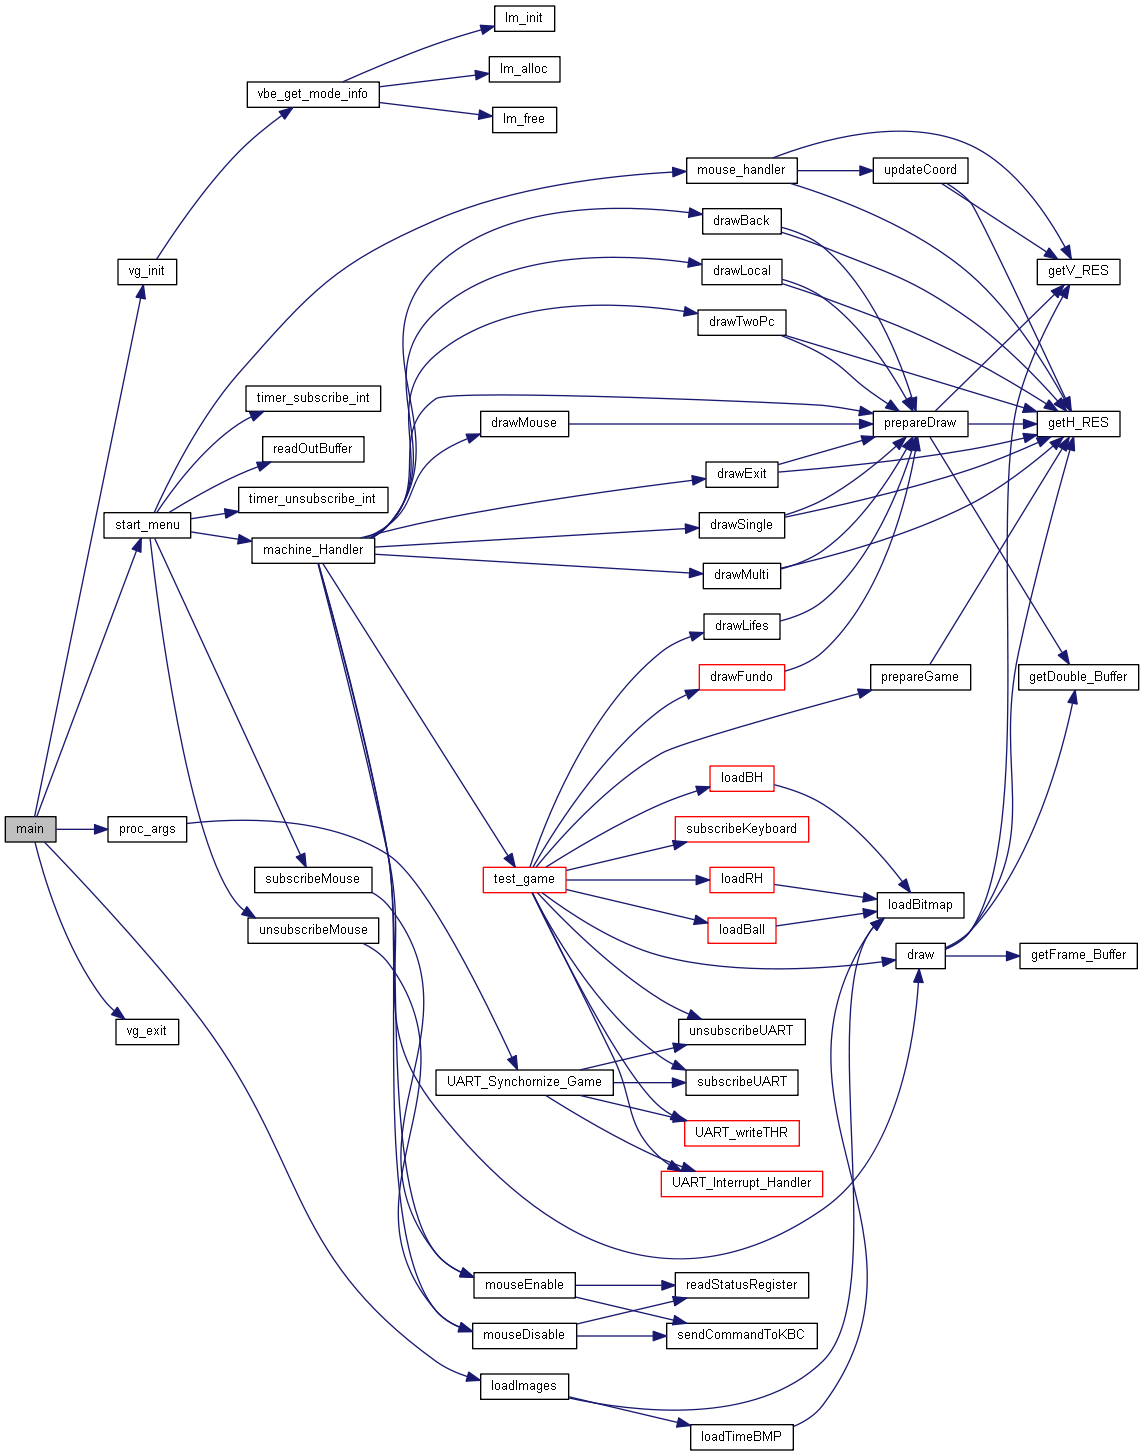 lm_init
lm_alloc
vbe_get_mode_info
lm_free
mouse_handler
updateCoord
drawBack
vg_init
drawLocal
getV_RES
drawTwoPc
timer_subscribe_int
drawMouse
prepareDraw
getH_RES
readOutBuffer
drawExit
timer_unsubscribe_int
start_menu
drawSingle
machine_Handler
drawMulti
drawLifes
drawFundo
prepareGame
getDouble_Buffer
loadBH
main
proc_args
subscribeKeyboard
subscribeMouse
test_game
loadRH
loadBitmap
unsubscribeMouse
loadBall
draw
getFrame_Buffer
vg_exit
unsubscribeUART
UART_Synchornize_Game
subscribeUART
UART_writeTHR
UART_Interrupt_Handler
mouseEnable
readStatusRegister
mouseDisable
sendCommandToKBC
loadImages
loadTimeBMP